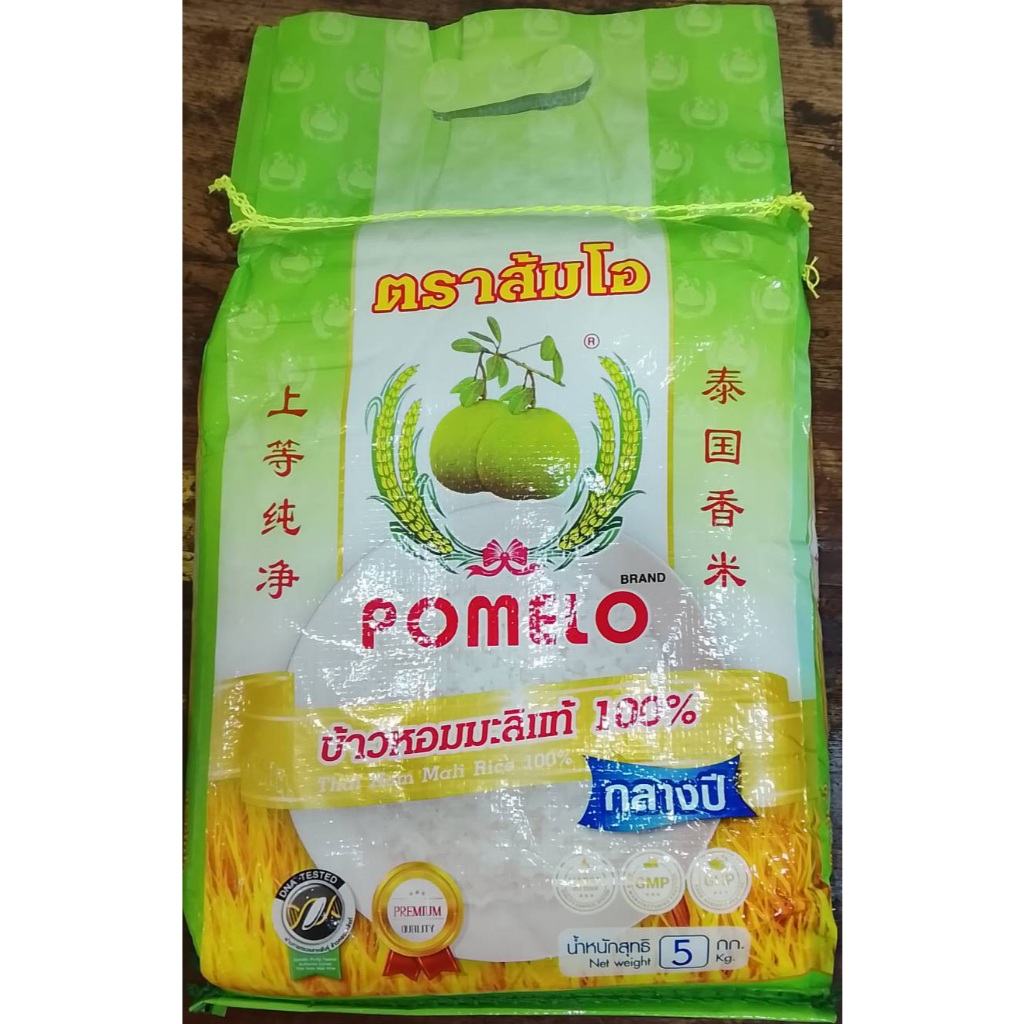 ตราส้มโอ
®
上等纯净
泰国香米
BRAND
POMELO
ข้าวหอมมะลิแท้ 100%
Thai Hom Mali Rice 100%
กลางปี
DNA TESTED
PREMIUM
QUALITY
GMP
น้ำหนักสุทธิ 5 กก.
Net weight Kg.